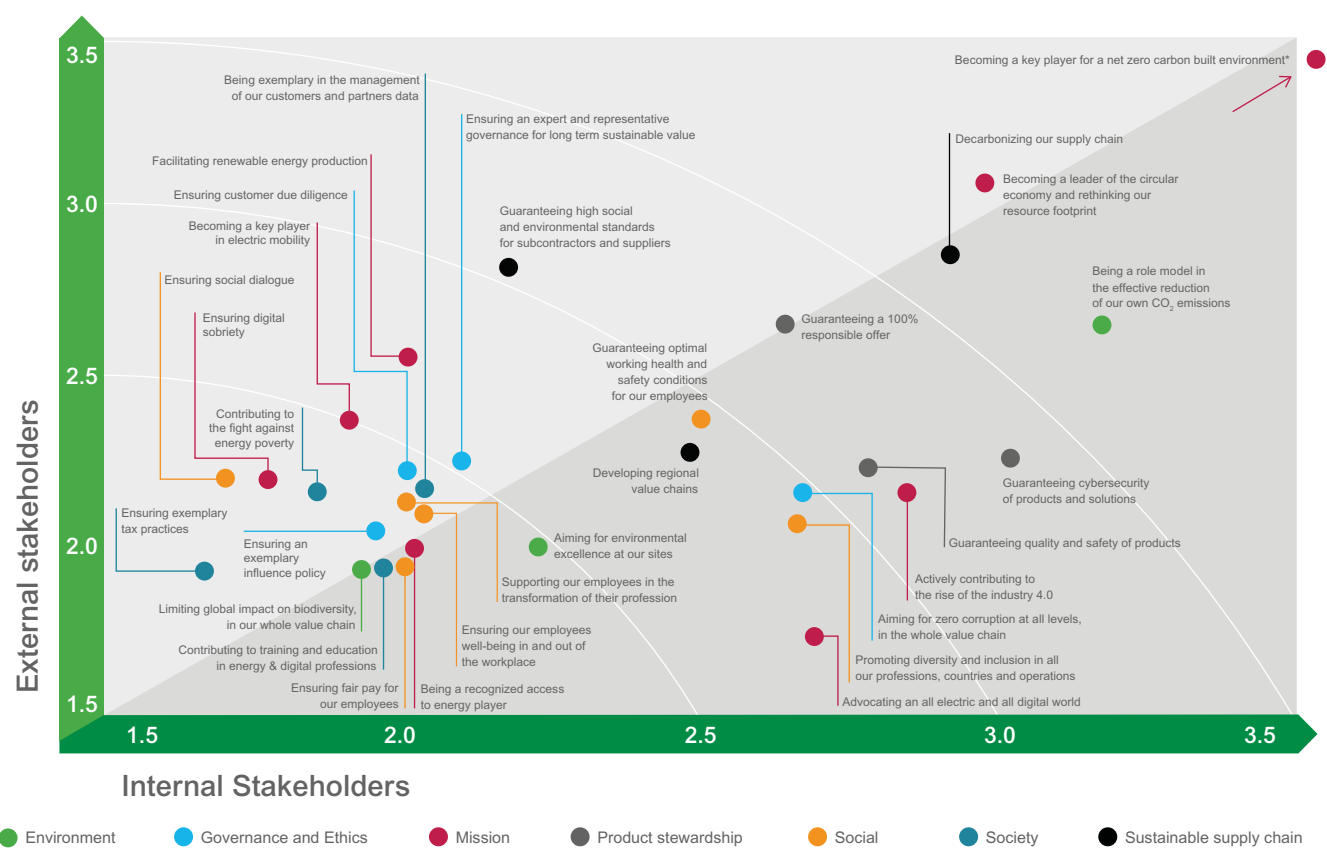 3.5
3.0
2.5
2.0
1.5
External stakeholders
Becoming a key player for a net zero carbon built environment*
Being exemplary in the management
of our customers and partners data
Ensuring an expert and representative
governance for long term sustainable value
Decarbonizing our supply chain
Facilitating renewable energy production
Becoming a leader of the circular
economy and rethinking our
resource footprint
Ensuring customer due diligence
Guaranteeing high social
and environmental standards
for subcontractors and suppliers
Becoming a key player
in electric mobility
Ensuring social dialogue
Being a role model in
the effective reduction
of our own CO2 emissions
Ensuring digital
sobriety
Guaranteeing a 100%
responsible offer
Guaranteeing optimal
working health and
safety conditions
for our employees
Contributing to
the fight against
energy poverty
Developing regional
value chains
Guaranteeing cybersecurity
of products and solutions
Ensuring exemplary
tax practices
Ensuring an
exemplary
influence policy
Aiming for environmental
excellence at our sites
Guaranteeing quality and safety of products
Supporting our employees in the
transformation of their profession
Actively contributing to
the rise of the industry 4.0
Limiting global impact on biodiversity,
in our whole value chain
Aiming for zero corruption at all levels,
in the whole value chain
Ensuring our employees
well-being in and out of
the workplace
Contributing to training and education
in energy & digital professions
Promoting diversity and inclusion in all
our professions, countries and operations
Ensuring fair pay for
our employees
Being a recognized access
to energy player
Advocating an all electric and all digital world
1.5
2.0
2.5
3.0
3.5
Internal Stakeholders
Environment
Governance and Ethics
Mission
Product stewardship
Social
Society
Sustainable supply chain